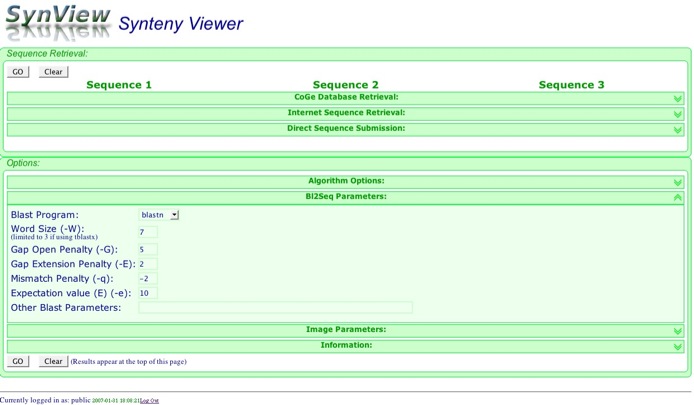 SynView Synteny Viewer
Sequence Retrieval:
GO Clear
Sequence 1 Sequence 2 Sequence 3
CoGe Database Retrieval:
Internet Sequence Retrieval:
Direct Sequence Submission:
Options:
Algorithm Options:
Bl2Seq Parameters:
Blast Program: blastn
Word Size (-W): 7
(limited to 3 if using tblastx)
Gap Open Penalty (-G): 5
Gap Extension Penalty (-E): 2
Mismatch Penalty (-q): -2
Expectation value (E) (-e): 10
Other Blast Parameters:
Image Parameters:
Information:
GO Clear (Results appear at the top of this page)
Currently logged in as: public 2007-01-31 18:08:21Log Out